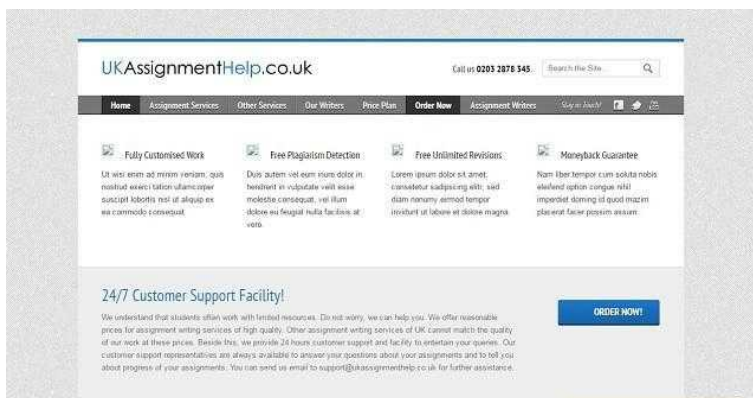 UKAssignmentHelp.co.uk
Call us 0203 2878 345
Search the Site...
Home Assignment Services Other Services Our Writers Price Plan Order Now Assignment Writers Stay in touch!
Fully Customised Work
Ut wisi enim ad minim veniam, quis
nostrud exerci tation ullamcorper
suscipit lobortis nisl ut aliquip ex
ea commodo consequat.
Free Plagiarism Detection
Duis autem vel eum iriure dolor in
hendrerit in vulputate velit esse
molestie consequat, vel illum
dolore eu feugiat nulla facilisis at
vero.
Free Unlimited Revisions
Lorem ipsum dolor sit amet,
consetetur sadipscing elitr, sed
diam nonumy eirmod tempor
invidunt ut labore et dolore magna
Moneyback Guarantee
Nam liber tempor cum soluta nobis
eleifend option congue nihil
imperdiet doming id quod mazim
placerat facer possim assum.
24/7 Customer Support Facility!
We understand that students often work with limited resources. Do not worry, we can help you. We offer reasonable
prices for assignment writing services of high quality. Other assignment writing services of UK cannot match the quality
of our work at these prices. Beside this, we provide 24 hours customer support and facility to entertain your queries. Our
customer support representatives are always available to answer your questions about your assignments and to tell you
about progress of your assignments. You can send us email to support@ukassignmenthelp.co.uk for further assistance.
ORDER NOW!